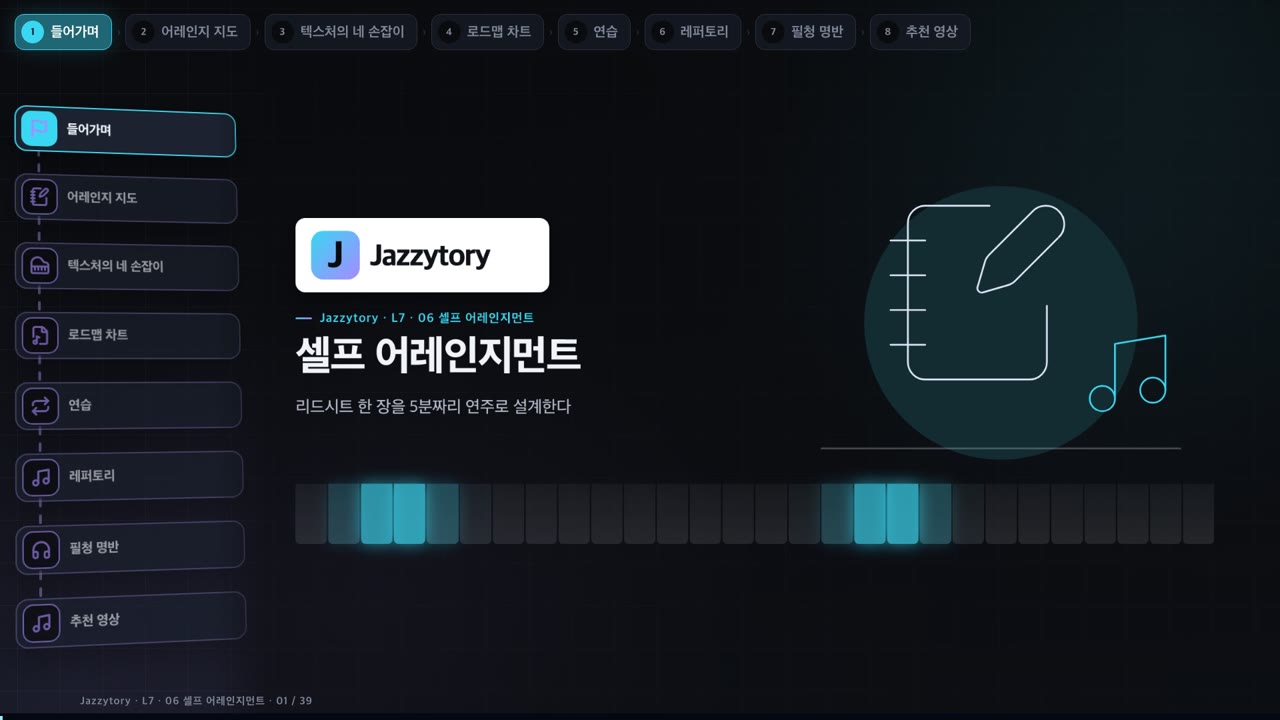 1 들어가며
2 어레인지 지도
3 텍스처의 네 손잡이
4 로드맵 차트
5 연습
6 레퍼토리
7 필청 명반
8 추천 영상
들어가며
어레인지 지도
텍스처의 네 손잡이
로드맵 차트
연습
레퍼토리
필청 명반
추천 영상
J Jazzytory
Jazzytory · L7 · 06 셀프 어레인지먼트
셀프 어레인지먼트
리드시트 한 장을 5분짜리 연주로 설계한다
Jazzytory · L7 · 06 셀프 어레인지먼트 · 01 / 39